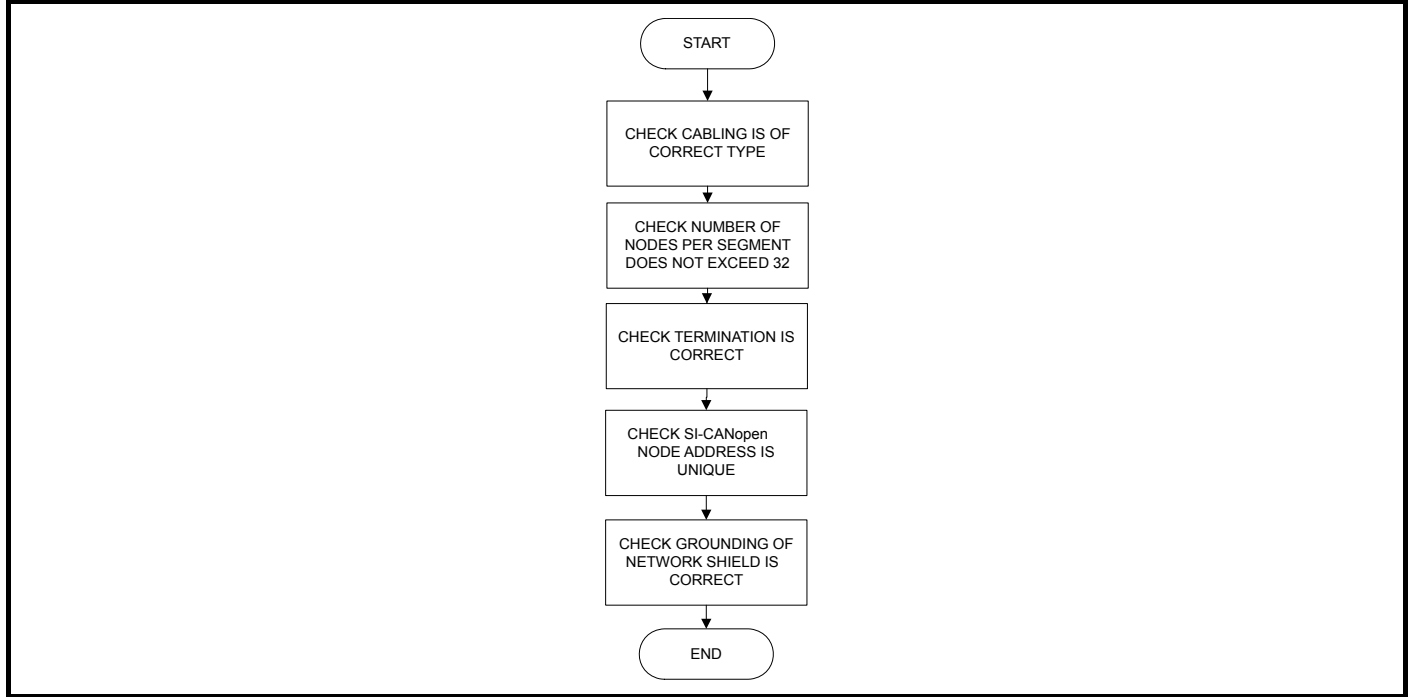 START
CHECK CABLING IS OF
CORRECT TYPE
CHECK NUMBER OF
NODES PER SEGMENT
DOES NOT EXCEED 32
CHECK TERMINATION IS
CORRECT
CHECK SI-CANopen
NODE ADDRESS IS
UNIQUE
CHECK GROUNDING OF
NETWORK SHIELD IS
CORRECT
END